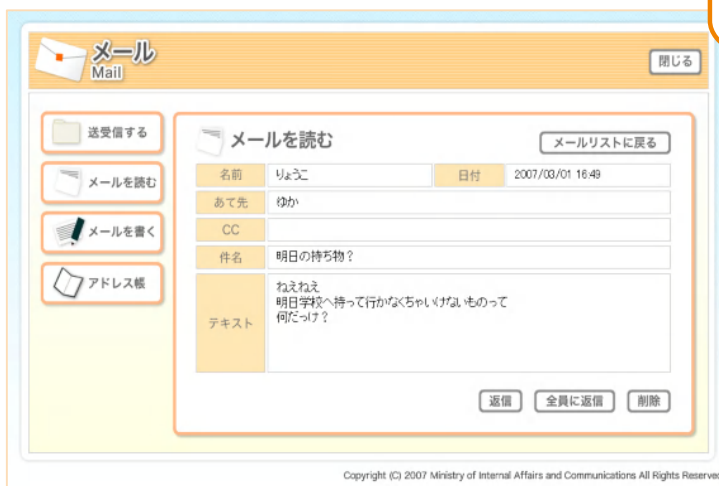 メール
Mail
閉じる
送受信する
メールを読む
メールを書く
アドレス帳
メールを読む
メールリストに戻る
名前 りょうこ 日付 2007/03/01 16:49
あて先 ゆか
CC
件名 明日の持ち物？
テキスト
ねえねえ
明日学校へ持って行かなくちゃいけないものって
何だっけ？
返信 全員に返信 削除
Copyright (C) 2007 Ministry of Internal Affairs and Communications All Rights Reserved